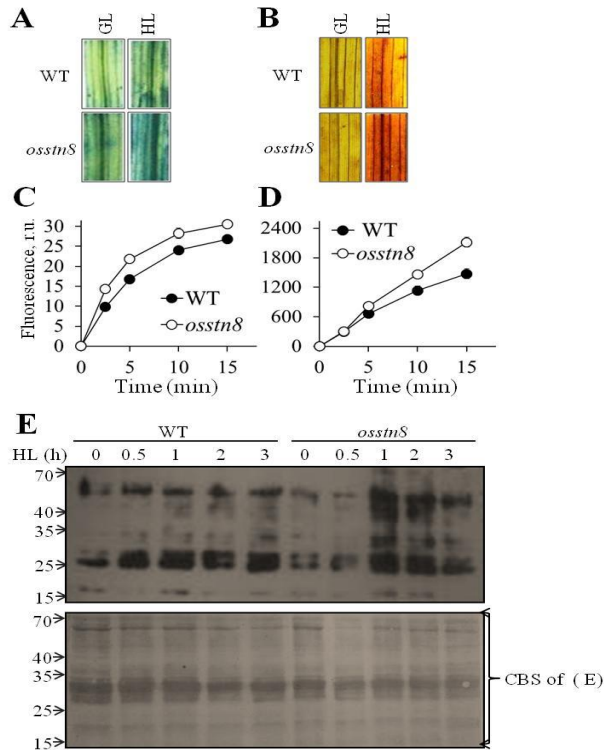 A
B
GL
HL
GL
HL
WT
WT
osstn8
osstn8
C
D
Fluorescence, r.u.
30
25
20
15
10
5
0
WT
osstn8
0 5 10 15
Time (min)
2400
1800
1200
600
0
WT
osstn8
0 5 10 15
Time (min)
E
WT
osstn8
HL (h) 0 0.5 1 2 3 0 0.5 1 2 3
70
40
35
25
15
70
40
35
25
15
CBS of (E)